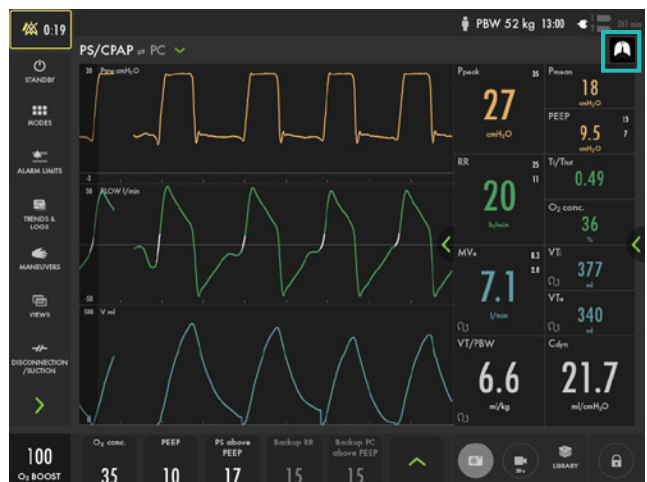 0:19
PBW 52 kg 13:00 1 2 261 min
PS/CPAP ⇌ PC
STANDBY
MODES
ALARM LIMITS
TRENDS &
LOGS
MANEUVERS
VIEWS
DISCONNECTION
/SUCTION
100
O₂ BOOST
30 Paw cmH₂O
-3
50 FLOW l/min
-50
500 V ml
0
Ppeak 35
27
cmH₂O
Pmean
18
cmH₂O
PEEP 15
9.5 7
cmH₂O
RR 25
11
20
b/min
Ti/Ttot
0.49
O₂ conc.
36
%
MVe 8.3
2.8
7.1
l/min
VTi
377
ml
VTe
340
ml
VT/PBW
6.6
ml/kg
Cdyn
21.7
ml/cmH₂O
O₂ conc.
35
PEEP
10
PS above
PEEP
17
Backup RR
15
Backup PC
above PEEP
15
20 s
LIBRARY